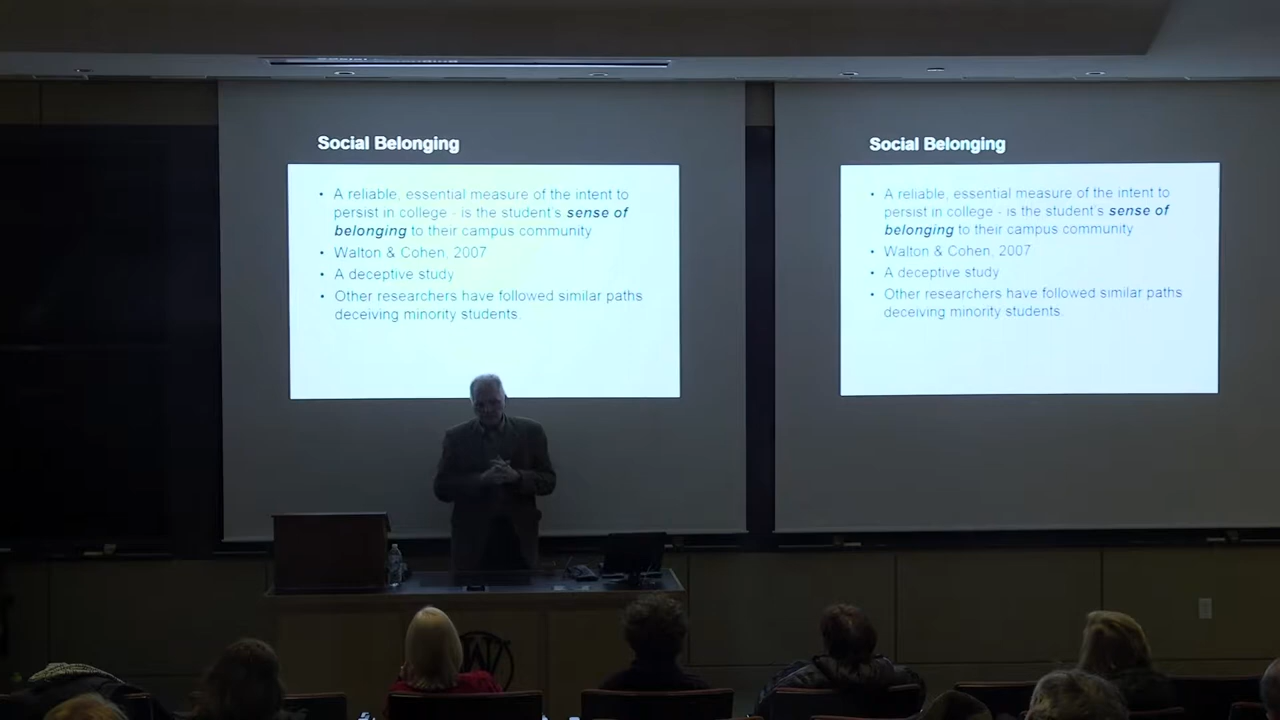 Social Belonging
• A reliable, essential measure of the intent to
persist in college - is the student's sense of
belonging to their campus community
• Walton & Cohen, 2007
• A deceptive study
• Other researchers have followed similar paths
deceiving minority students.
Social Belonging
• A reliable, essential measure of the intent to
persist in college - is the student's sense of
belonging to their campus community
• Walton & Cohen, 2007
• A deceptive study
• Other researchers have followed similar paths
deceiving minority students.